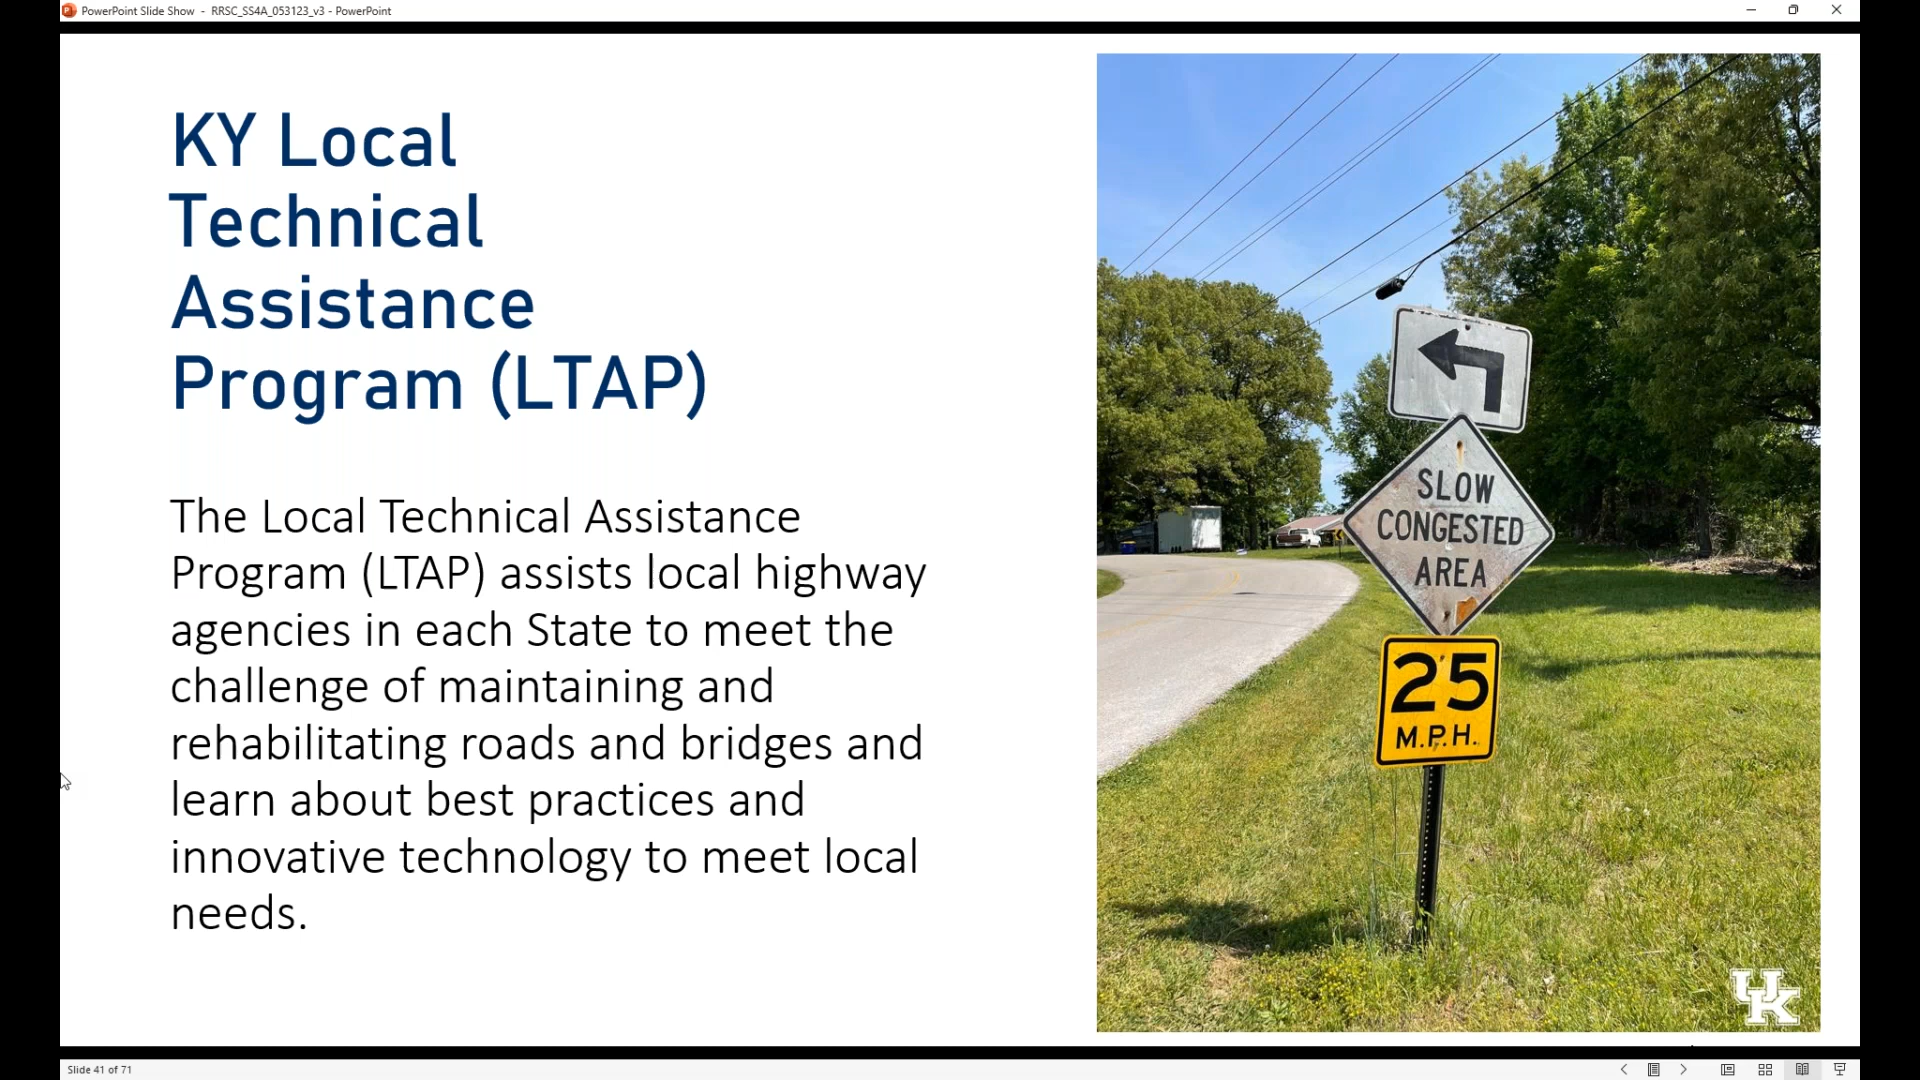 PowerPoint Slide Show - RRSC_SS4A_053123_v3 - PowerPoint
KY Local
Technical
Assistance
Program (LTAP)
The Local Technical Assistance
Program (LTAP) assists local highway
agencies in each State to meet the
challenge of maintaining and
rehabilitating roads and bridges and
learn about best practices and
innovative technology to meet local
needs.
SLOW
CONGESTED
AREA
25
M.P.H.
UK
Slide 41 of 71